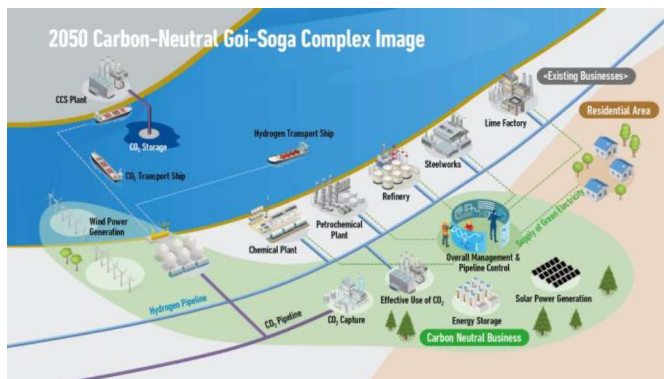 2050 Carbon-Neutral Goi-Soga Complex Image
CCS Plant
<Existing Businesses>
Residential Area
Lime Factory
Hydrogen Transport Ship
CO₂ Storage
Steelworks
CO₂ Transport Ship
Refinery
Wind Power
Generation
Petrochemical
Plant
Chemical Plant
Supply of Green Electricity
Overall Management &
Pipeline Control
Hydrogen Pipeline
Effective Use of CO₂
Solar Power Generation
CO₂ Pipeline
CO₂ Capture
Energy Storage
Carbon Neutral Business